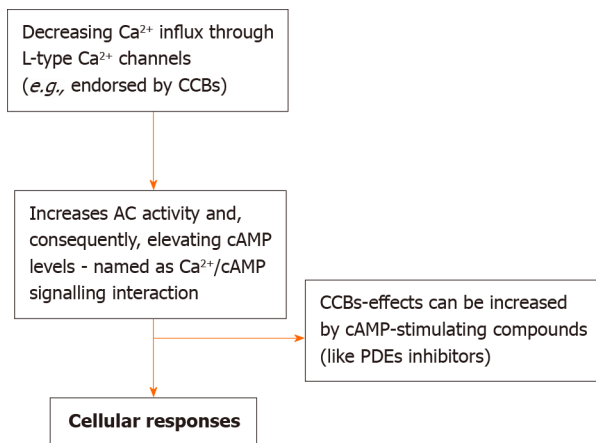 Decreasing Ca²⁺ influx through
L-type Ca²⁺ channels
(e.g., endorsed by CCBs)
Increases AC activity and,
consequently, elevating cAMP
levels - named as Ca²⁺/cAMP
signalling interaction
CCBs-effects can be increased
by cAMP-stimulating compounds
(like PDEs inhibitors)
Cellular responses